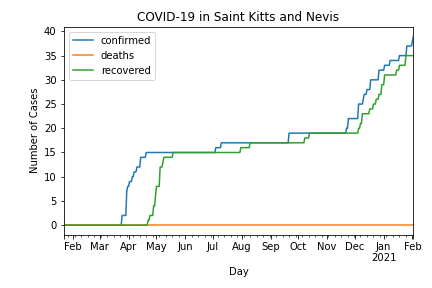 COVID-19 in Saint Kitts and Nevis
confirmed
deaths
recovered
Number of Cases
40
35
30
25
20
15
10
5
0
Feb Mar Apr May Jun Jul Aug Sep Oct Nov Dec Jan Feb
2021
Day